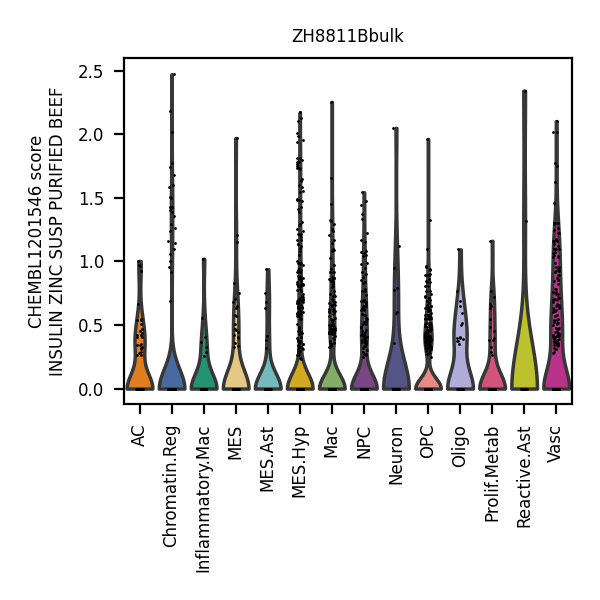 ZH8811Bbulk
CHEMBL1201546 score
INSULIN ZINC SUSP PURIFIED BEEF
2.5
2.0
1.5
1.0
0.5
0.0
AC
Chromatin.Reg
Inflammatory.Mac
MES
MES.Ast
MES.Hyp
Mac
NPC
Neuron
OPC
Oligo
Prolif.Metab
Reactive.Ast
Vasc